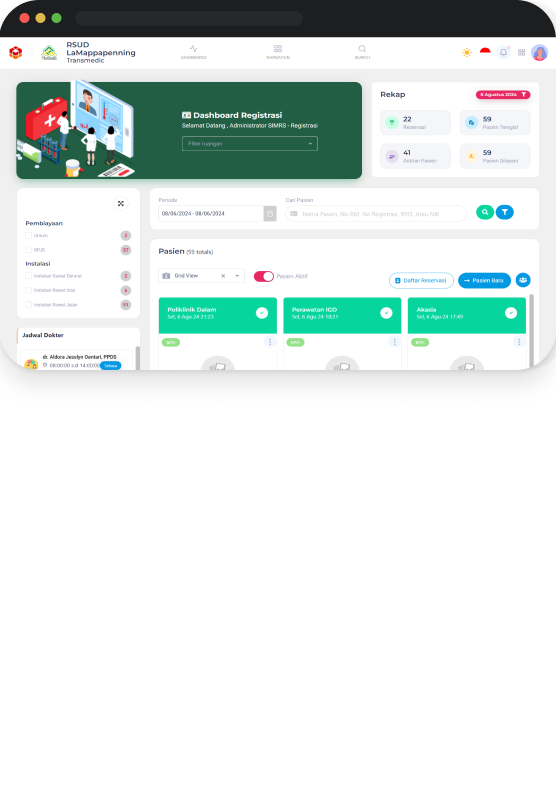 RSUD
LaMappapenning
Transmedic
DASHBOARDS
NAVIGATION
SEARCH
Dashboard Registrasi
Selamat Datang , Administrator SIMRS - Registrasi
Filter ruangan
Rekap
6 Agustus 2024
22
Reservasi
59
Pasien Teregist
41
Antrian Pasien
59
Pasien Dilayani
Pembiayaan
Umum
2
BPJS
57
Instalasi
Instalasi Gawat Darurat
2
Instalasi Rawat Inap
6
Instalasi Rawat Jalan
51
Jadwal Dokter
dr. Aldora Jesslyn Oentari, PPDS
08:00:00 s.d 14:00:00
Selasa
Periode
08/06/2024 - 08/06/2024
Cari Pasien
Nama Pasien, No RM, No Registrasi, BPJS, atau NIK
Pasien (59 totals)
Grid View
Pasien Aktif
Daftar Reservasi
Pasien Baru
Poliklinik Dalam
Sel, 6 Agu 24 21:23
BPJS
Perawatan IGD
Sel, 6 Agu 24 18:21
BPJS
Akasia
Sel, 6 Agu 24 17:49
BPJS